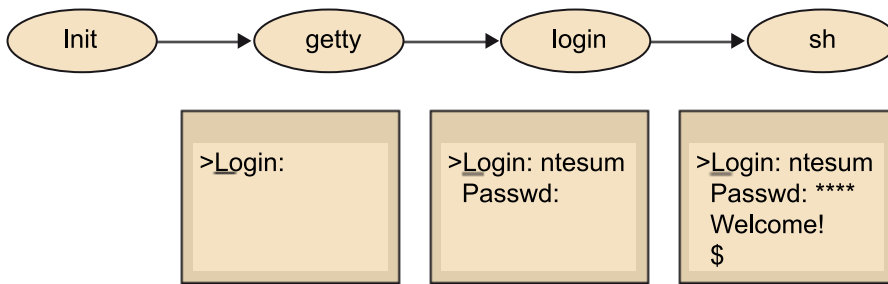 Init
getty
login
sh
>Login:
>Login: ntesum
Passwd:
>Login: ntesum
Passwd: ****
Welcome!
$